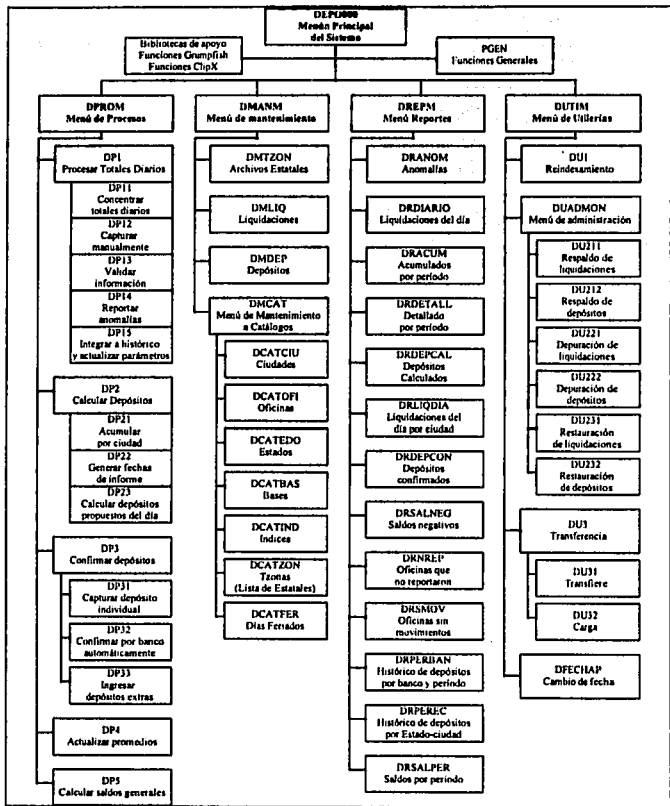 DEPO000
Menún Principal
del Sistema
Bibliotecas de apoyo
Funciones Grumpfish
Funciones ClipX
PGEN
Funciones Generales
DPROM
Menú de Procesos
DP1
Procesar Totales Diarios
DP11
Concentrar
totales diarios
DP12
Capturar
manualmente
DP13
Validar
información
DP14
Reportar
anomalías
DP15
Integrar a histórico
y actualizar parámetros
DP2
Calcular Depósitos
DP21
Acumular
por ciudad
DP22
Generar fechas
de informe
DP23
Calcular depósitos
propuestos del día
DP3
Confirmar depósitos
DP31
Capturar depósito
individual
DP32
Confirmar por banco
automáticamente
DP33
Ingresar
depósitos extras
DP4
Actualizar promedios
DP5
Calcular saldos generales
DMANM
Menú de mantenimiento
DMTZON
Archivos Estatales
DMLIQ
Liquidaciones
DMDEP
Depósitos
DMCAT
Menú de Mantenimiento
a Catálogos
DCATCIU
Ciudades
DCATOFI
Oficinas
DCATEDO
Estados
DCATBAS
Bases
DCATIND
Indices
DCATZON
Tzonas
(Lista de Estatales)
DCATFER
Días Feriados
DREPM
Menú Reportes
DRANOM
Anomalías
DRDIARIO
Liquidaciones del día
DRACUM
Acumulados
por período
DRDETALL
Detallado
por período
DRDEPCAL
Depósitos
Calculados
DRLIQDIA
Liquidaciones del
día por ciudad
DRDEPCON
Depósitos
confirmados
DRSALNEG
Saldos negativos
DRNREP
Oficinas que
no reportaron
DRSMOV
Oficinas sin
movimientos
DRPERBAN
Histórico de depósitos
por banco y período
DRPEREC
Histórico de depósitos
por Estado-ciudad
DRSALPER
Saldos por período
DUTIM
Menú de Utilerías
DU1
Reindexamiento
DUADMON
Menú de administración
DU211
Respaldo de
liquidaciones
DU212
Respaldo de
depósitos
DU221
Depuración de
liquidaciones
DU222
Depuración de
depósitos
DU231
Restauración
de liquidaciones
DU232
Restauración
de depósitos
DU3
Transferencia
DU31
Transfiere
DU32
Carga
DFECHAP
Cambio de fecha